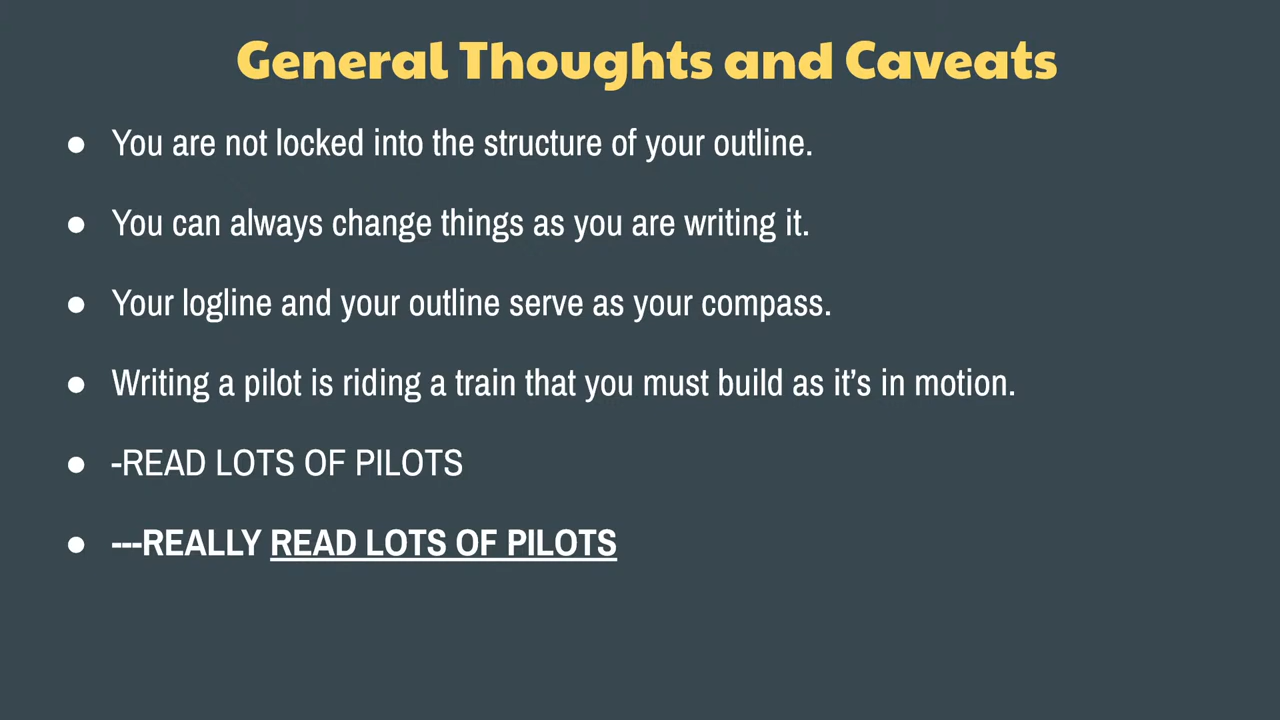 General Thoughts and Caveats
● You are not locked into the structure of your outline.
● You can always change things as you are writing it.
● Your logline and your outline serve as your compass.
● Writing a pilot is riding a train that you must build as it’s in motion.
● -READ LOTS OF PILOTS
● ---REALLY READ LOTS OF PILOTS